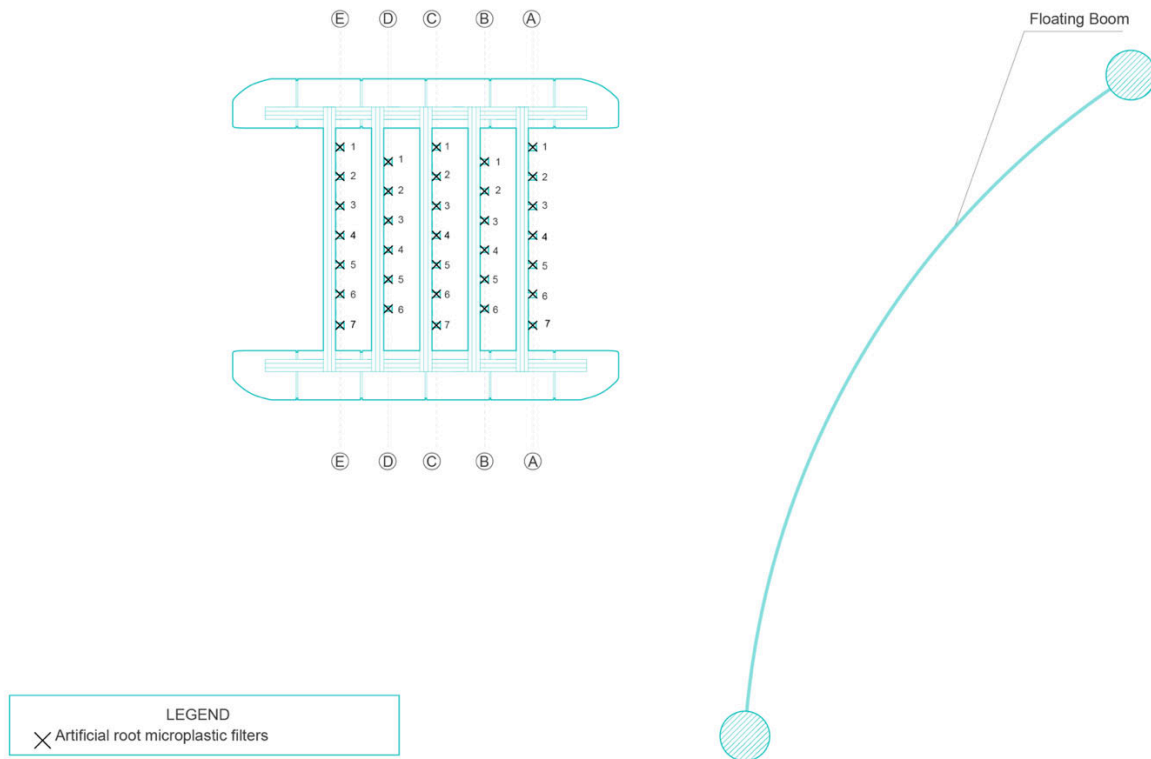 Floating Boom
E D C B A
1 1 1
1 1
2 2 2
2 2
3 3 3
3 3
4 4 4
4 4
5 5 5
5 5
6 6 6
6 6
7 7 7
E D C B A
LEGEND
Artificial root microplastic filters